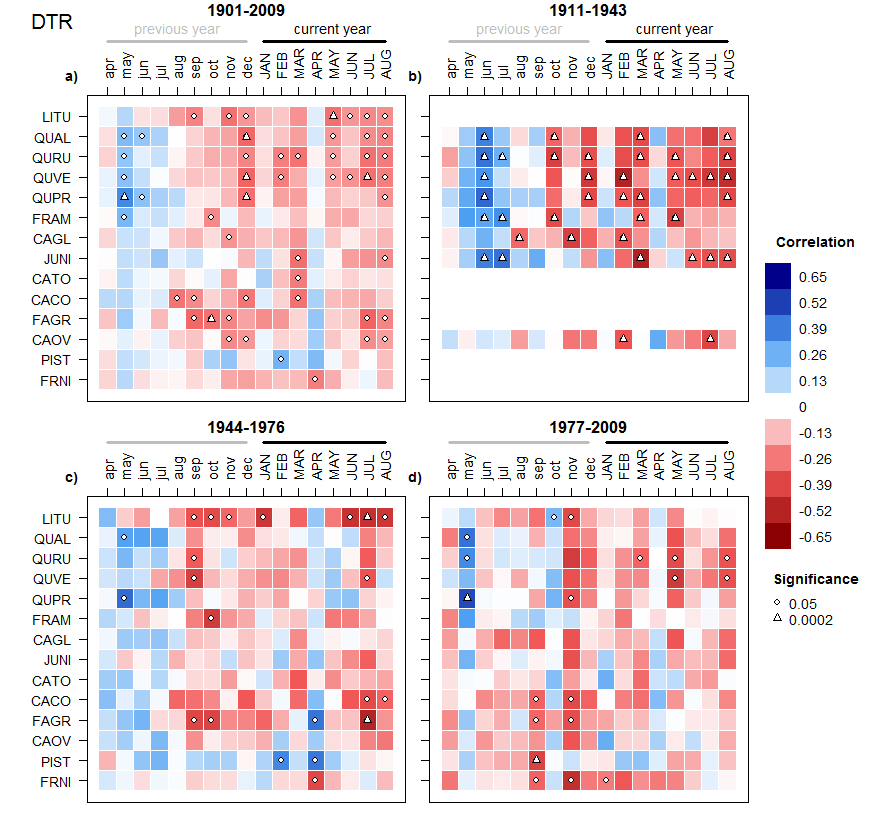 DTR
1901-2009
previous year
current year
a)
apr may jun jul aug sep oct nov dec JAN FEB MAR APR MAY JUN JUL AUG
LITU
QUAL
QURU
QUVE
QUPR
FRAM
CAGL
JUNI
CATO
CACO
FAGR
CAOV
PIST
FRNI
1911-1943
previous year
current year
b)
apr may jun jul aug sep oct nov dec JAN FEB MAR APR MAY JUN JUL AUG
1944-1976
c)
apr may jun jul aug sep oct nov dec JAN FEB MAR APR MAY JUN JUL AUG
LITU
QUAL
QURU
QUVE
QUPR
FRAM
CAGL
JUNI
CATO
CACO
FAGR
CAOV
PIST
FRNI
1977-2009
d)
apr may jun jul aug sep oct nov dec JAN FEB MAR APR MAY JUN JUL AUG
Correlation
0.65
0.52
0.39
0.26
0.13
0
-0.13
-0.26
-0.39
-0.52
-0.65
Significance
0.05
0.0002